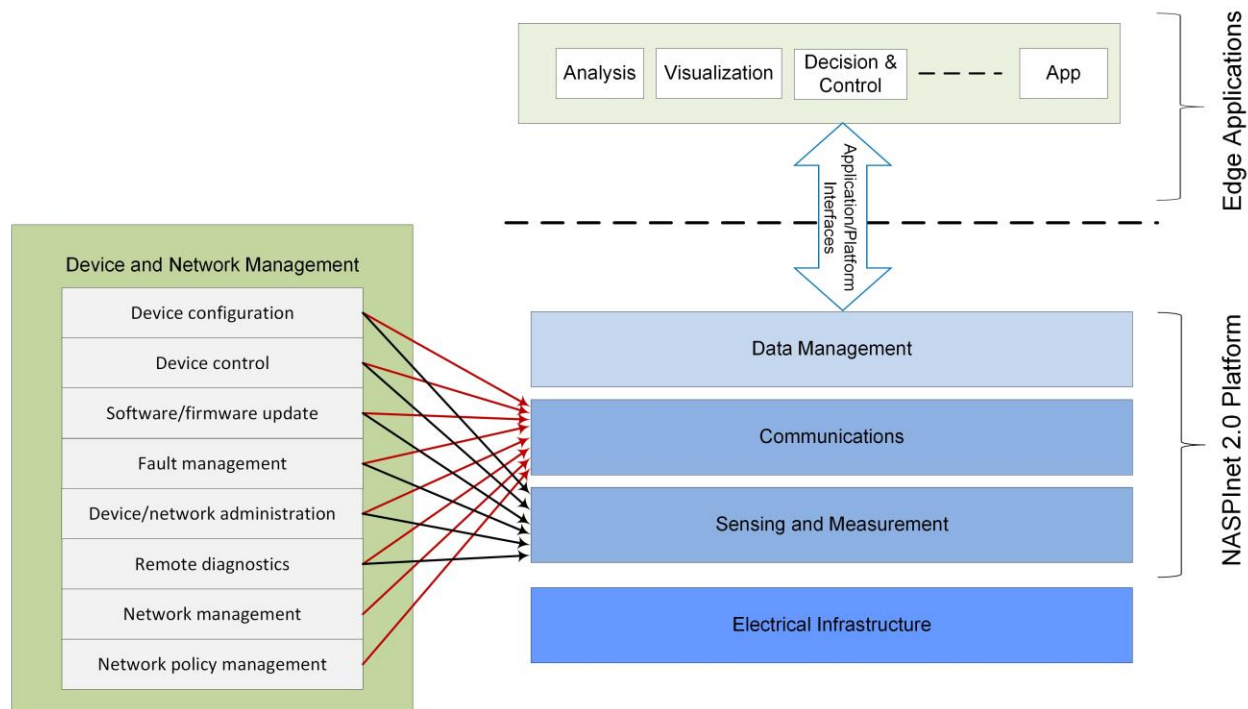 Analysis
Visualization
Decision &
Control
App
Edge Applications
Application/Platform
Interfaces
Device and Network Management
Device configuration
Device control
Software/firmware update
Fault management
Device/network administration
Remote diagnostics
Network management
Network policy management
Data Management
Communications
Sensing and Measurement
Electrical Infrastructure
NASPInet 2.0 Platform